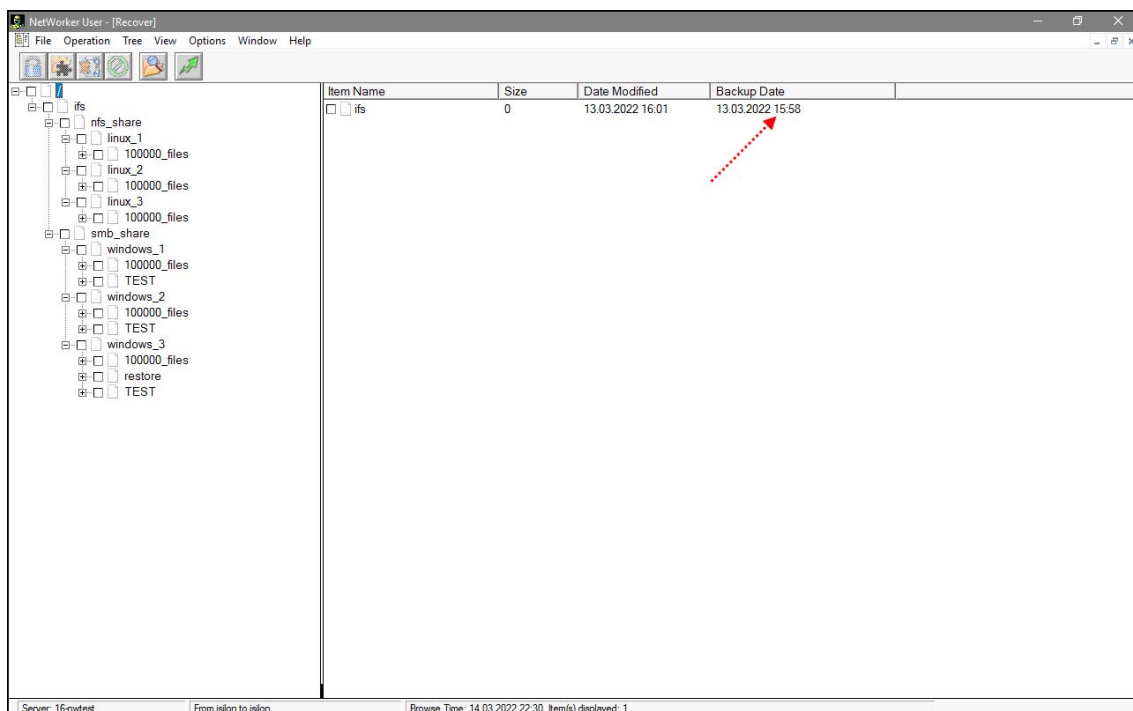 NetWorker User - [Recover]
File Operation Tree View Options Window Help
/
ifs
nfs_share
linux_1
100000_files
linux_2
100000_files
linux_3
100000_files
smb_share
windows_1
100000_files
TEST
windows_2
100000_files
TEST
windows_3
100000_files
restore
TEST
Item Name Size Date Modified Backup Date
ifs 0 13.03.2022 16:01 13.03.2022 15:58
Server: 16-nwtest From isilon to isilon Browse Time: 14.03.2022 22:30 Item(s) displayed: 1